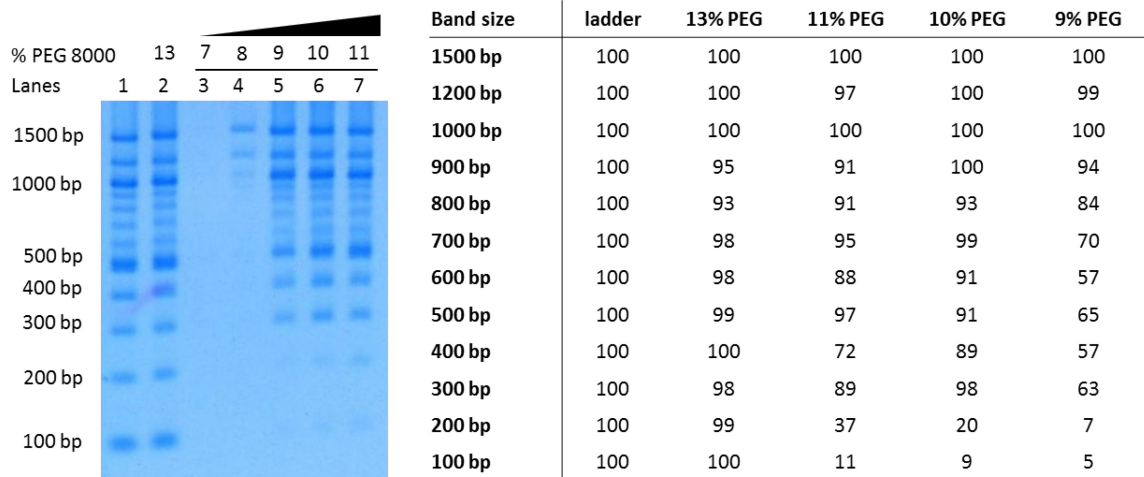 % PEG 8000 13 7 8 9 10 11
Lanes 1 2 3 4 5 6 7
1500 bp
1000 bp
500 bp
400 bp
300 bp
200 bp
100 bp
Band size ladder 13% PEG 11% PEG 10% PEG 9% PEG
1500 bp 100 100 100 100 100
1200 bp 100 100 97 100 99
1000 bp 100 100 100 100 100
900 bp 100 95 91 100 94
800 bp 100 93 91 93 84
700 bp 100 98 95 99 70
600 bp 100 98 88 91 57
500 bp 100 99 97 91 65
400 bp 100 100 72 89 57
300 bp 100 98 89 98 63
200 bp 100 99 37 20 7
100 bp 100 100 11 9 5